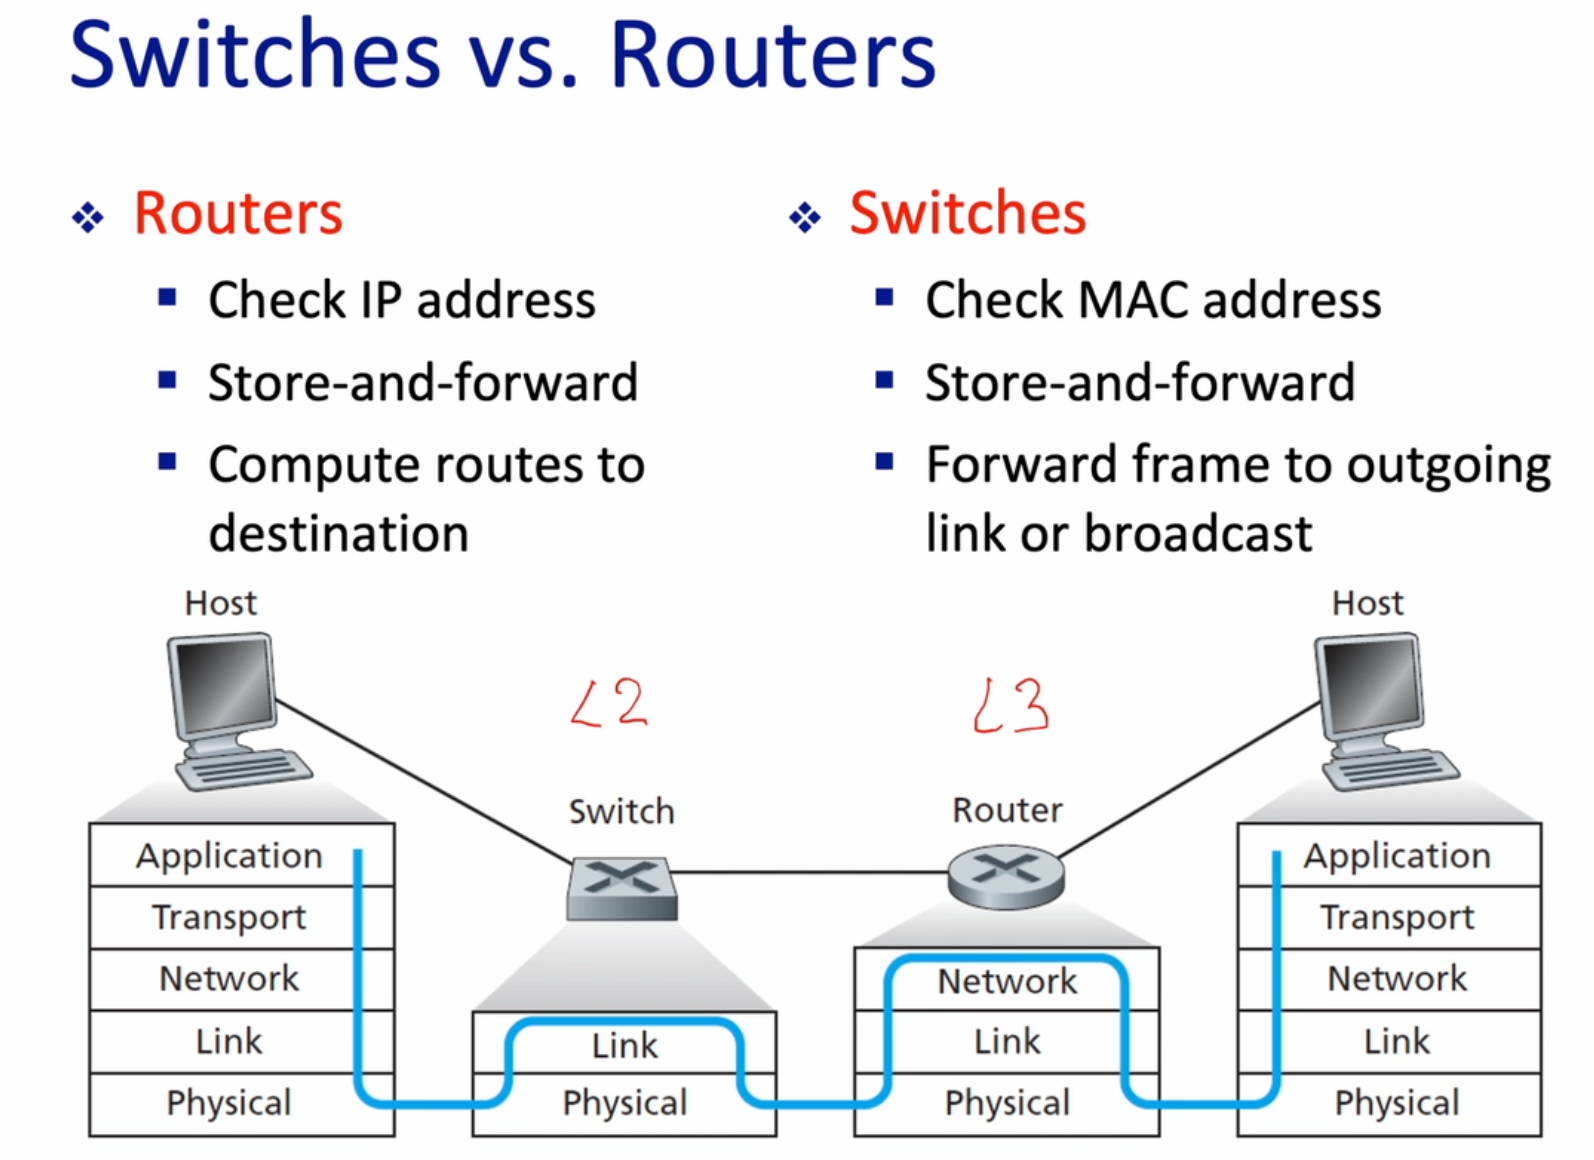 Switches vs. Routers
❖ Routers
▪ Check IP address
▪ Store-and-forward
▪ Compute routes to
destination
❖ Switches
▪ Check MAC address
▪ Store-and-forward
▪ Forward frame to outgoing
link or broadcast
Host
Host
L2
L3
Switch
Router
Application
Transport
Network
Link
Physical
Link
Physical
Network
Link
Physical
Application
Transport
Network
Link
Physical